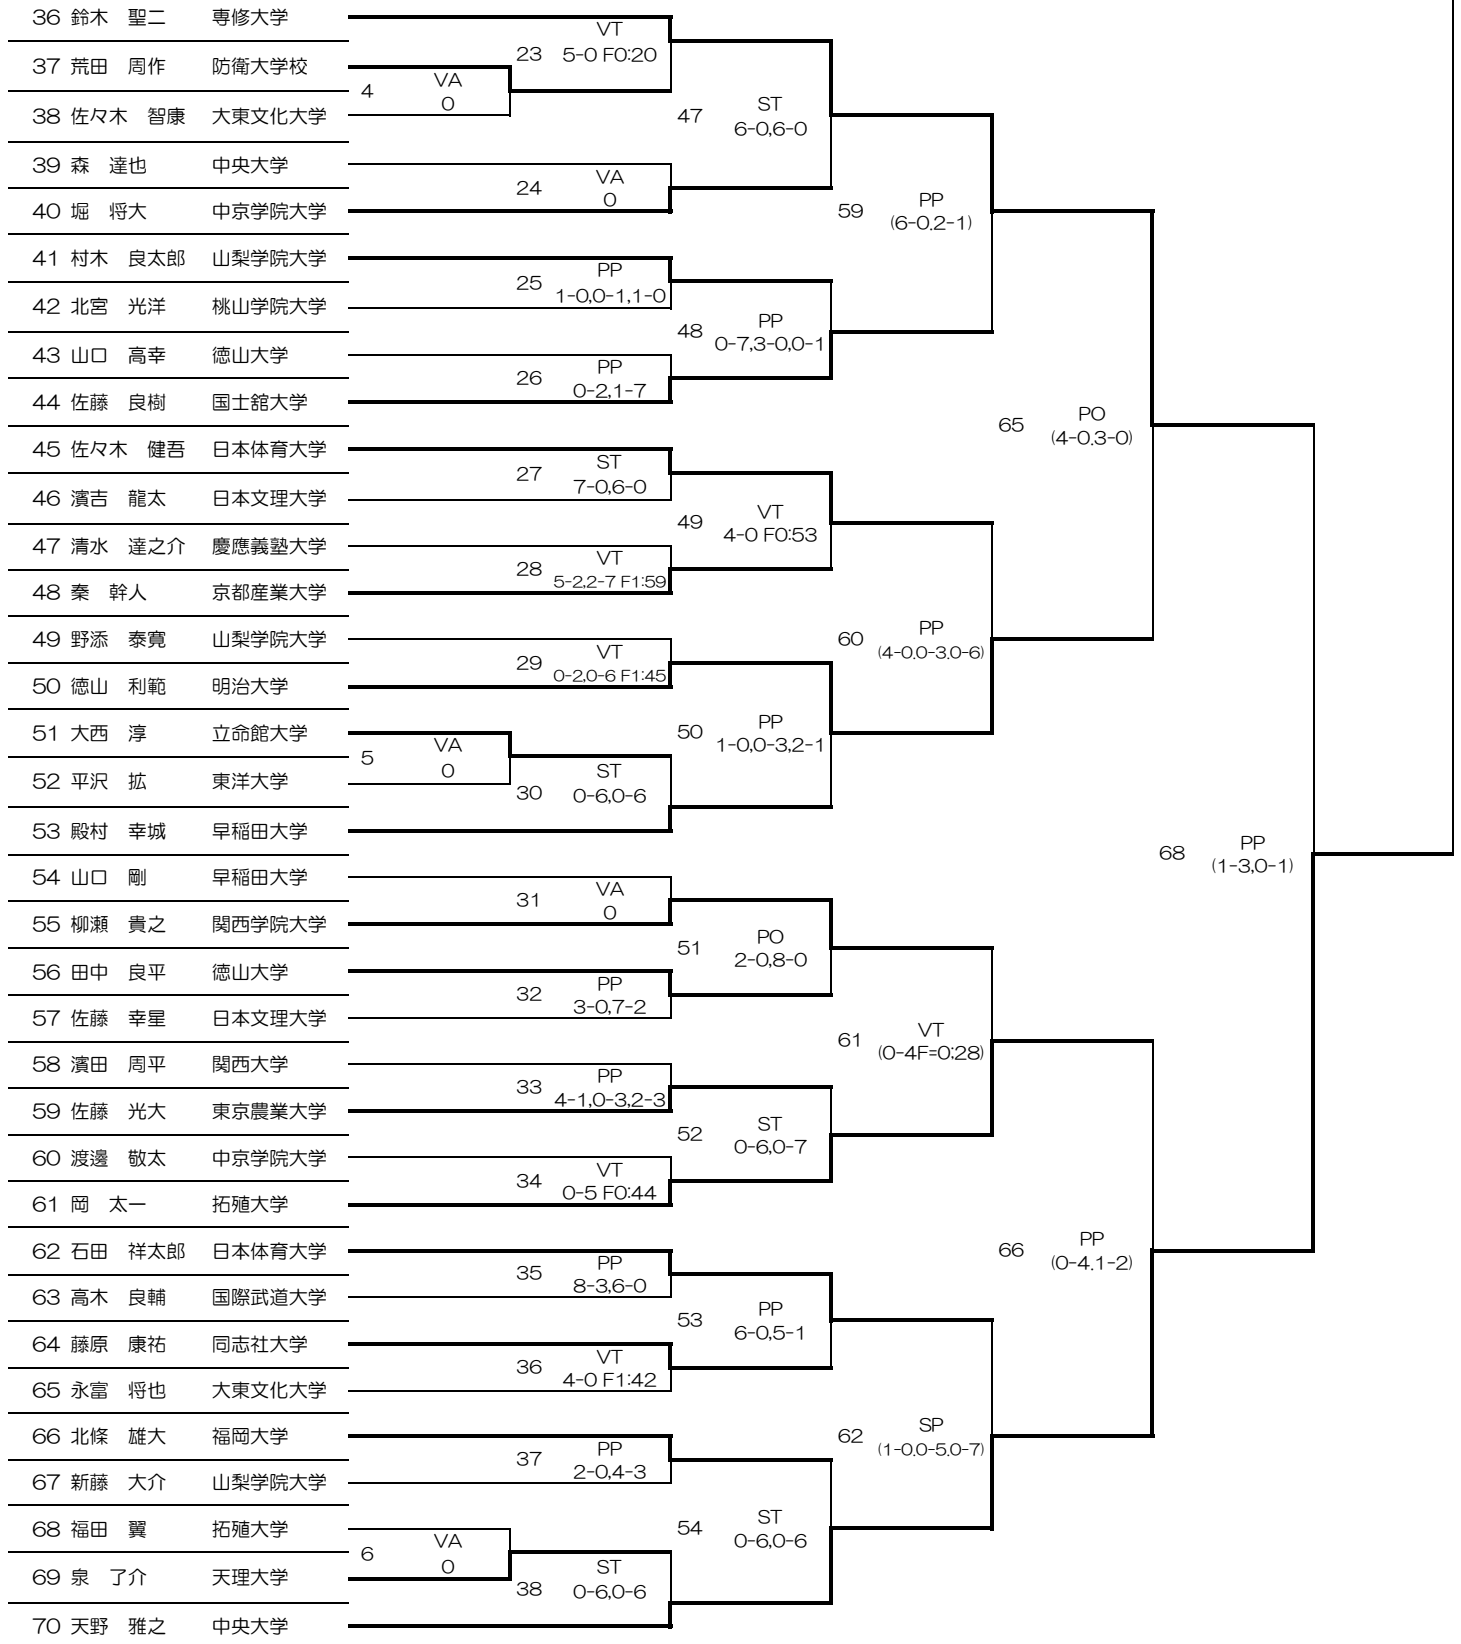 36 鈴木　聖二　専修大学
37 荒田　周作　防衛大学校
38 佐々木　智康　大東文化大学
39 森　達也　中央大学
40 堀　将大　中京学院大学
41 村木　良太郎　山梨学院大学
42 北宮　光洋　桃山学院大学
43 山口　高幸　徳山大学
44 佐藤　良樹　国士舘大学
45 佐々木　健吾　日本体育大学
46 濱吉　龍太　日本文理大学
47 清水　達之介　慶應義塾大学
48 秦　幹人　京都産業大学
49 野添　泰寛　山梨学院大学
50 徳山　利範　明治大学
51 大西　淳　立命館大学
52 平沢　拡　東洋大学
53 殿村　幸城　早稲田大学
54 山口　剛　早稲田大学
55 柳瀬　貴之　関西学院大学
56 田中　良平　徳山大学
57 佐藤　幸星　日本文理大学
58 濱田　周平　関西大学
59 佐藤　光大　東京農業大学
60 渡邊　敬太　中京学院大学
61 岡　太一　拓殖大学
62 石田　祥太郎　日本体育大学
63 高木　良輔　国際武道大学
64 藤原　康祐　同志社大学
65 永富　将也　大東文化大学
66 北條　雄大　福岡大学
67 新藤　大介　山梨学院大学
68 福田　翼　拓殖大学
69 泉　了介　天理大学
70 天野　雅之　中央大学
4 VA
0
5 VA
0
6 VA
0
23 VT
5-0 F0:20
24 VA
0
25 PP
1-0,0-1,1-0
26 PP
0-2,1-7
27 ST
7-0,6-0
28 VT
5-2,2-7 F1:59
29 VT
0-2,0-6 F1:45
30 ST
0-6,0-6
31 VA
0
32 PP
3-0,7-2
33 PP
4-1,0-3,2-3
34 VT
0-5 F0:44
35 PP
8-3,6-0
36 VT
4-0 F1:42
37 PP
2-0,4-3
38 ST
0-6,0-6
47 ST
6-0,6-0
48 PP
0-7,3-0,0-1
49 VT
4-0 F0:53
50 PP
1-0,0-3,2-1
51 PO
2-0,8-0
52 ST
0-6,0-7
53 PP
6-0,5-1
54 ST
0-6,0-6
59 PP
(6-0.2-1)
60 PP
(4-0.0-3.0-6)
61 VT
(0-4F=0:28)
62 SP
(1-0.0-5.0-7)
65 PO
(4-0.3-0)
66 PP
(0-4.1-2)
68 PP
(1-3,0-1)